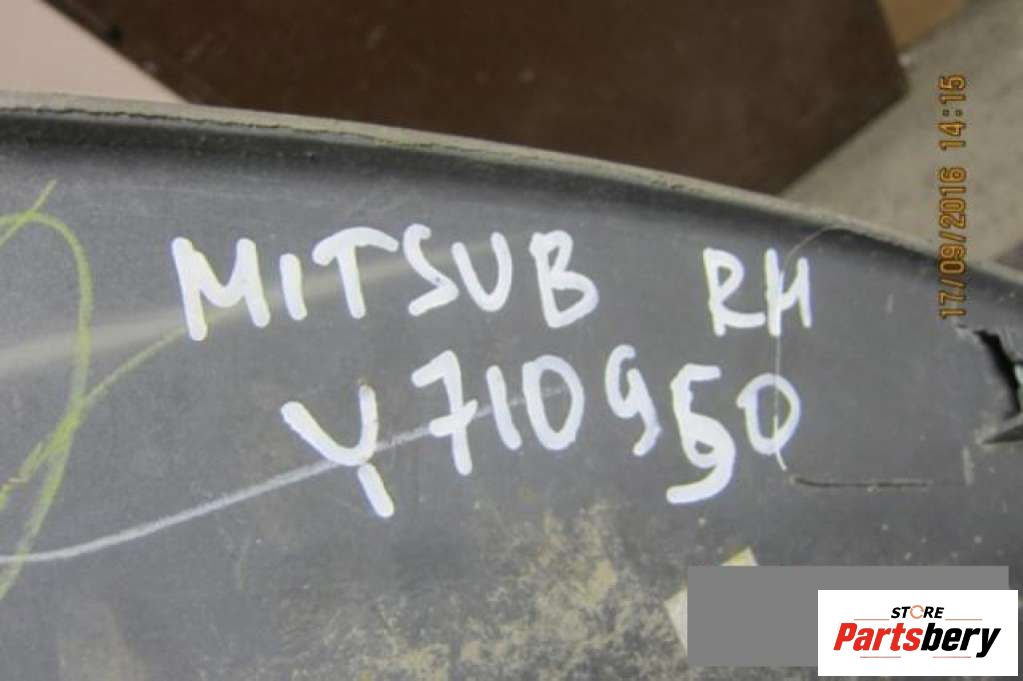 MITSUB RH
Y710950
17/09/2016 14:15
STORE
Partsbery